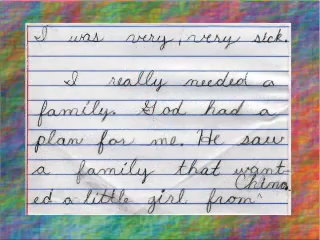 I was very, very sick.
I really needed a
family. God had a
plan for me. He saw
a family that want-
China.
ed a little girl from^